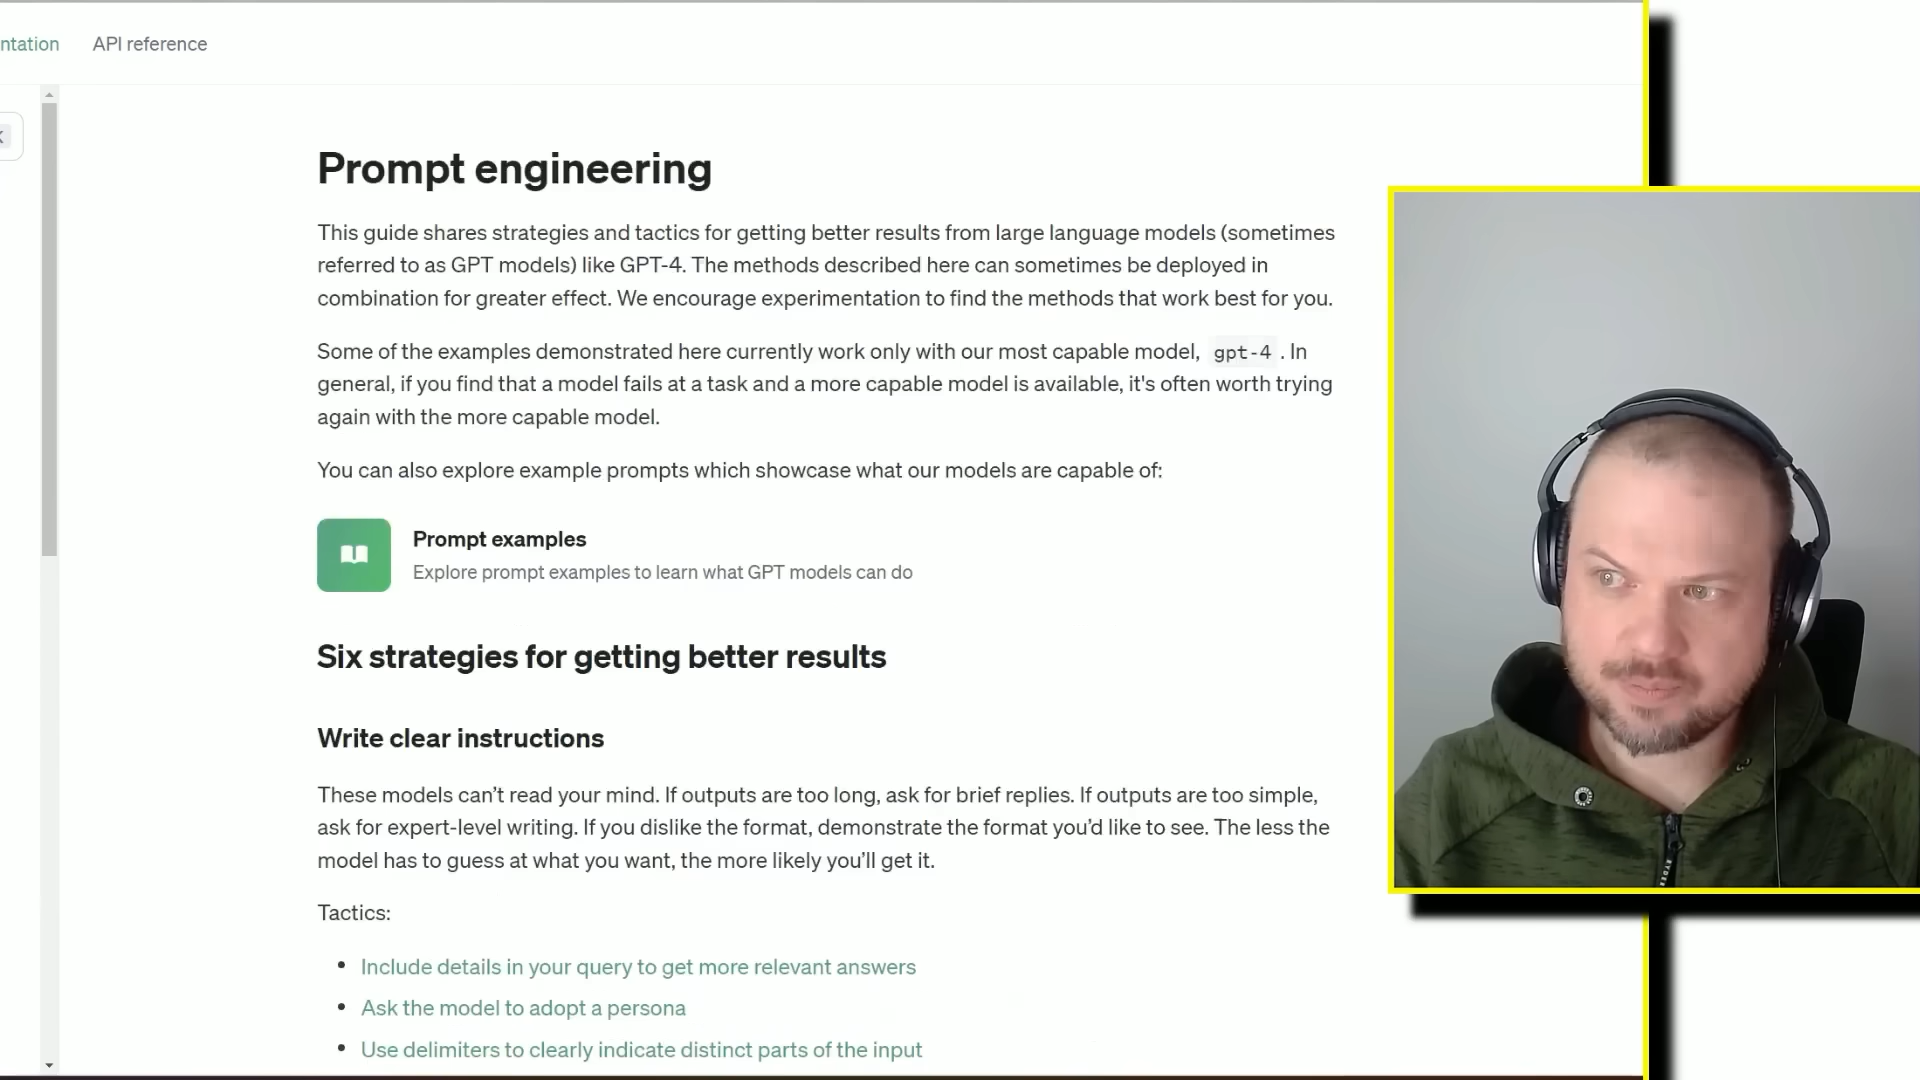 ntation
API reference
K
Prompt engineering
This guide shares strategies and tactics for getting better results from large language models (sometimes
referred to as GPT models) like GPT-4. The methods described here can sometimes be deployed in
combination for greater effect. We encourage experimentation to find the methods that work best for you.
Some of the examples demonstrated here currently work only with our most capable model, gpt-4 . In
general, if you find that a model fails at a task and a more capable model is available, it's often worth trying
again with the more capable model.
You can also explore example prompts which showcase what our models are capable of:
Prompt examples
Explore prompt examples to learn what GPT models can do
Six strategies for getting better results
Write clear instructions
These models can’t read your mind. If outputs are too long, ask for brief replies. If outputs are too simple,
ask for expert-level writing. If you dislike the format, demonstrate the format you’d like to see. The less the
model has to guess at what you want, the more likely you’ll get it.
Tactics:
• Include details in your query to get more relevant answers
• Ask the model to adopt a persona
• Use delimiters to clearly indicate distinct parts of the input